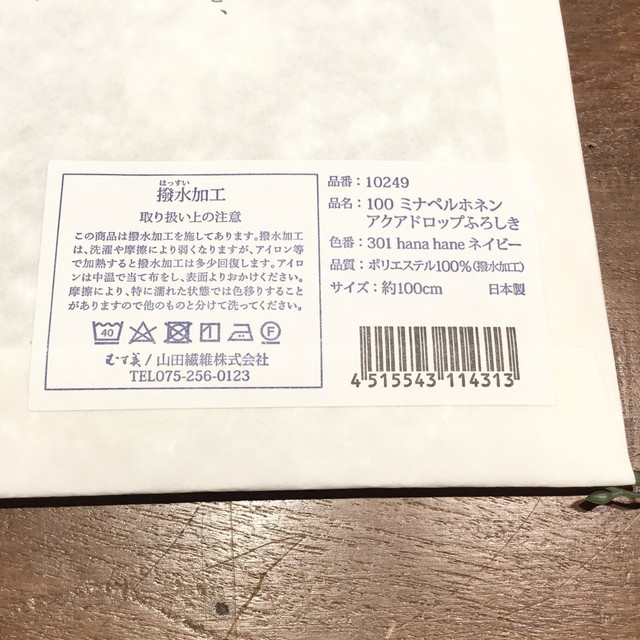 はっすい
撥水加工
取り扱い上の注意
この商品は撥水加工を施してあります。撥水加工
は、洗濯や摩擦により弱くなりますが、アイロン等
で加熱すると撥水加工は多少回復します。アイロ
ンは中温で当て布をし、表面よりおかけください。
摩擦により、特に濡れた状態では色移りすること
がありますので他のものと分けて洗ってください。
40
F
むす美/山田繊維株式会社
TEL075-256-0123
品番：10249
品名：100 ミナペルホネン
アクアドロップふろしき
色番：301 hana hane ネイビー
品質：ポリエステル100%(撥水加工)
サイズ：約100cm 日本製
4 515543 114313